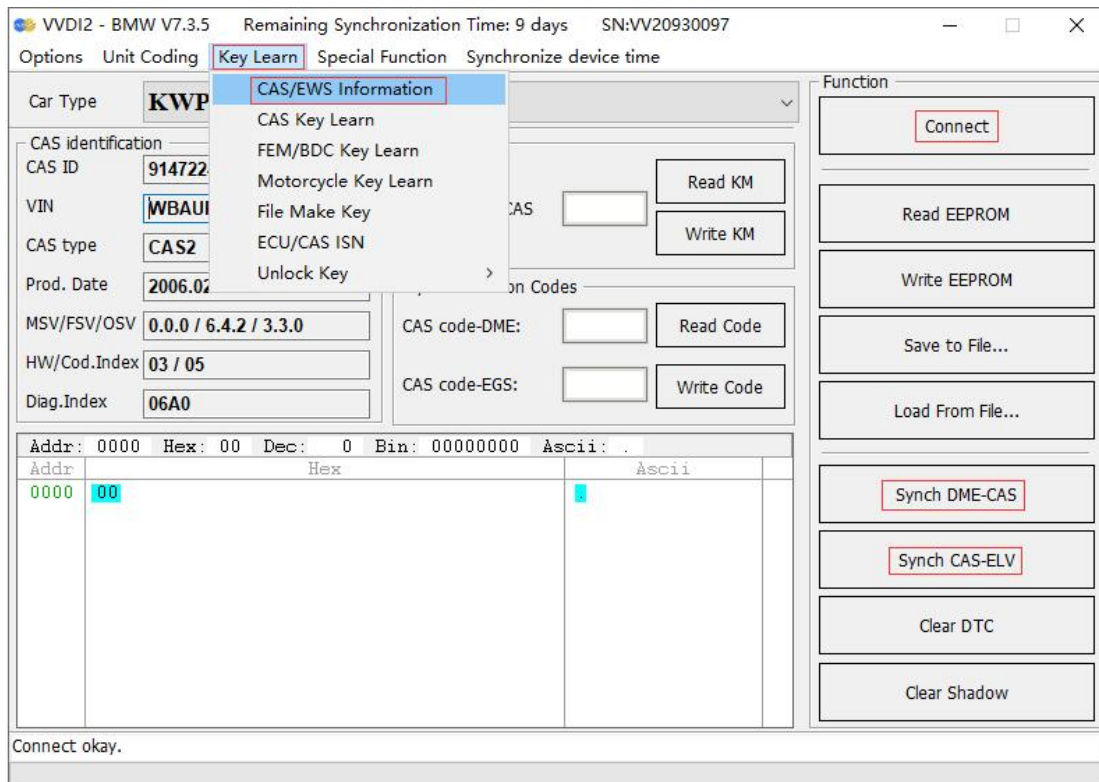 VVDI2 - BMW V7.3.5 Remaining Synchronization Time: 9 days SN:VV20930097
Options Unit Coding Key Learn Special Function Synchronize device time
Car Type KWP
CAS/EWS Information
CAS Key Learn
FEM/BDC Key Learn
Motorcycle Key Learn
File Make Key
ECU/CAS ISN
Unlock Key >
CAS identification
CAS ID 914722
VIN WBAU
CAS type CAS2
Prod. Date 2006.02
MSV/FSV/OSV 0.0.0 / 6.4.2 / 3.3.0
HW/Cod.Index 03 / 05
Diag.Index 06A0
CAS
Read KM
Write KM
on Codes
CAS code-DME: Read Code
CAS code-EGS: Write Code
Function
Connect
Read EEPROM
Write EEPROM
Save to File...
Load From File...
Synch DME-CAS
Synch CAS-ELV
Clear DTC
Clear Shadow
Addr: 0000 Hex: 00 Dec: 0 Bin: 00000000 Ascii: .
Addr Hex Ascii
0000 00 .
Connect okay.